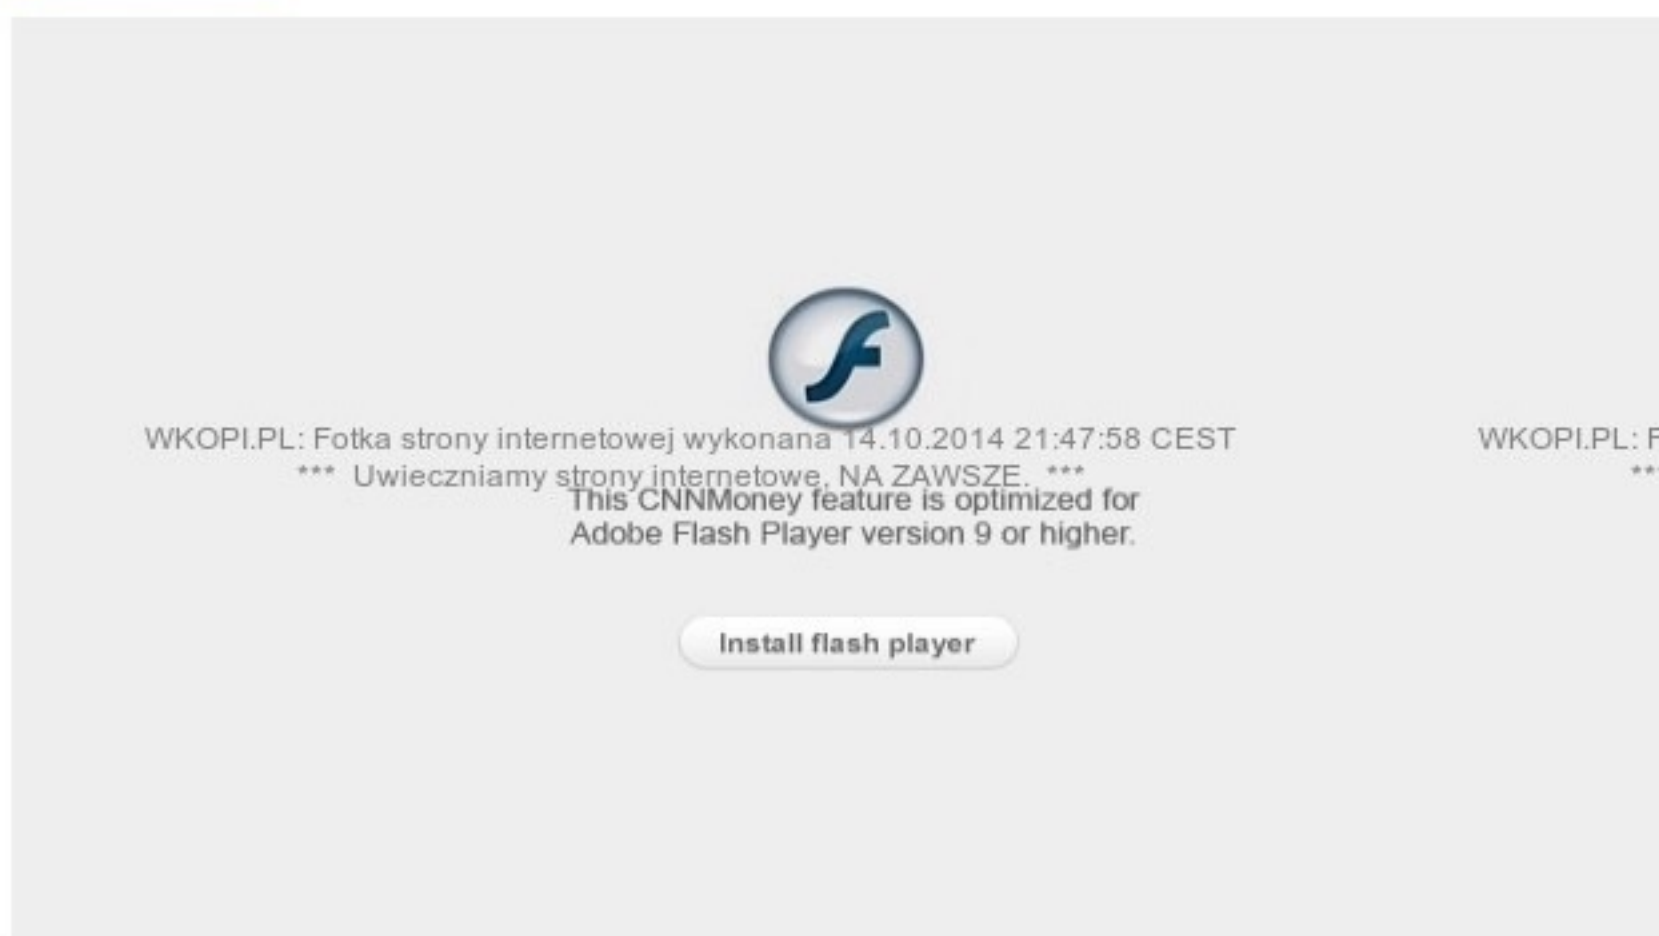 WKOPI.PL: Fotka strony internetowej wykonana 14.10.2014 21:47:58 CEST
WKOPI.PL: F
*** Uwieczniamy strony internetowe, NA ZAWSZE. ***
***
This CNNMoney feature is optimized for
Adobe Flash Player version 9 or higher.
Install flash player